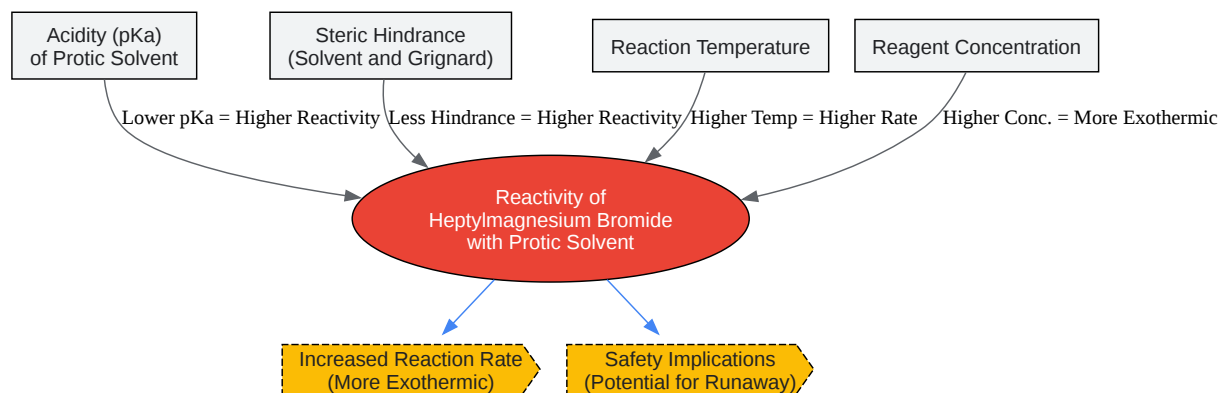 Acidity (pKa)
of Protic Solvent
Steric Hindrance
(Solvent and Grignard)
Reaction Temperature
Reagent Concentration
Lower pKa = Higher Reactivity
Less Hindrance = Higher Reactivity
Higher Temp = Higher Rate
Higher Conc. = More Exothermic
Reactivity of
Heptylmagnesium Bromide
with Protic Solvent
Increased Reaction Rate
(More Exothermic)
Safety Implications
(Potential for Runaway)